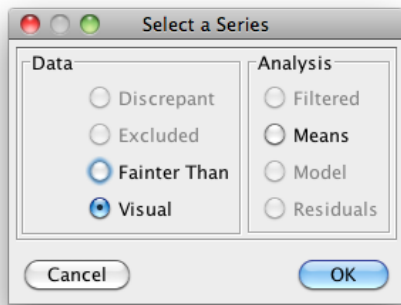 Select a Series
Data
Discrepant
Excluded
Fainter Than
Visual
Analysis
Filtered
Means
Model
Residuals
Cancel
OK